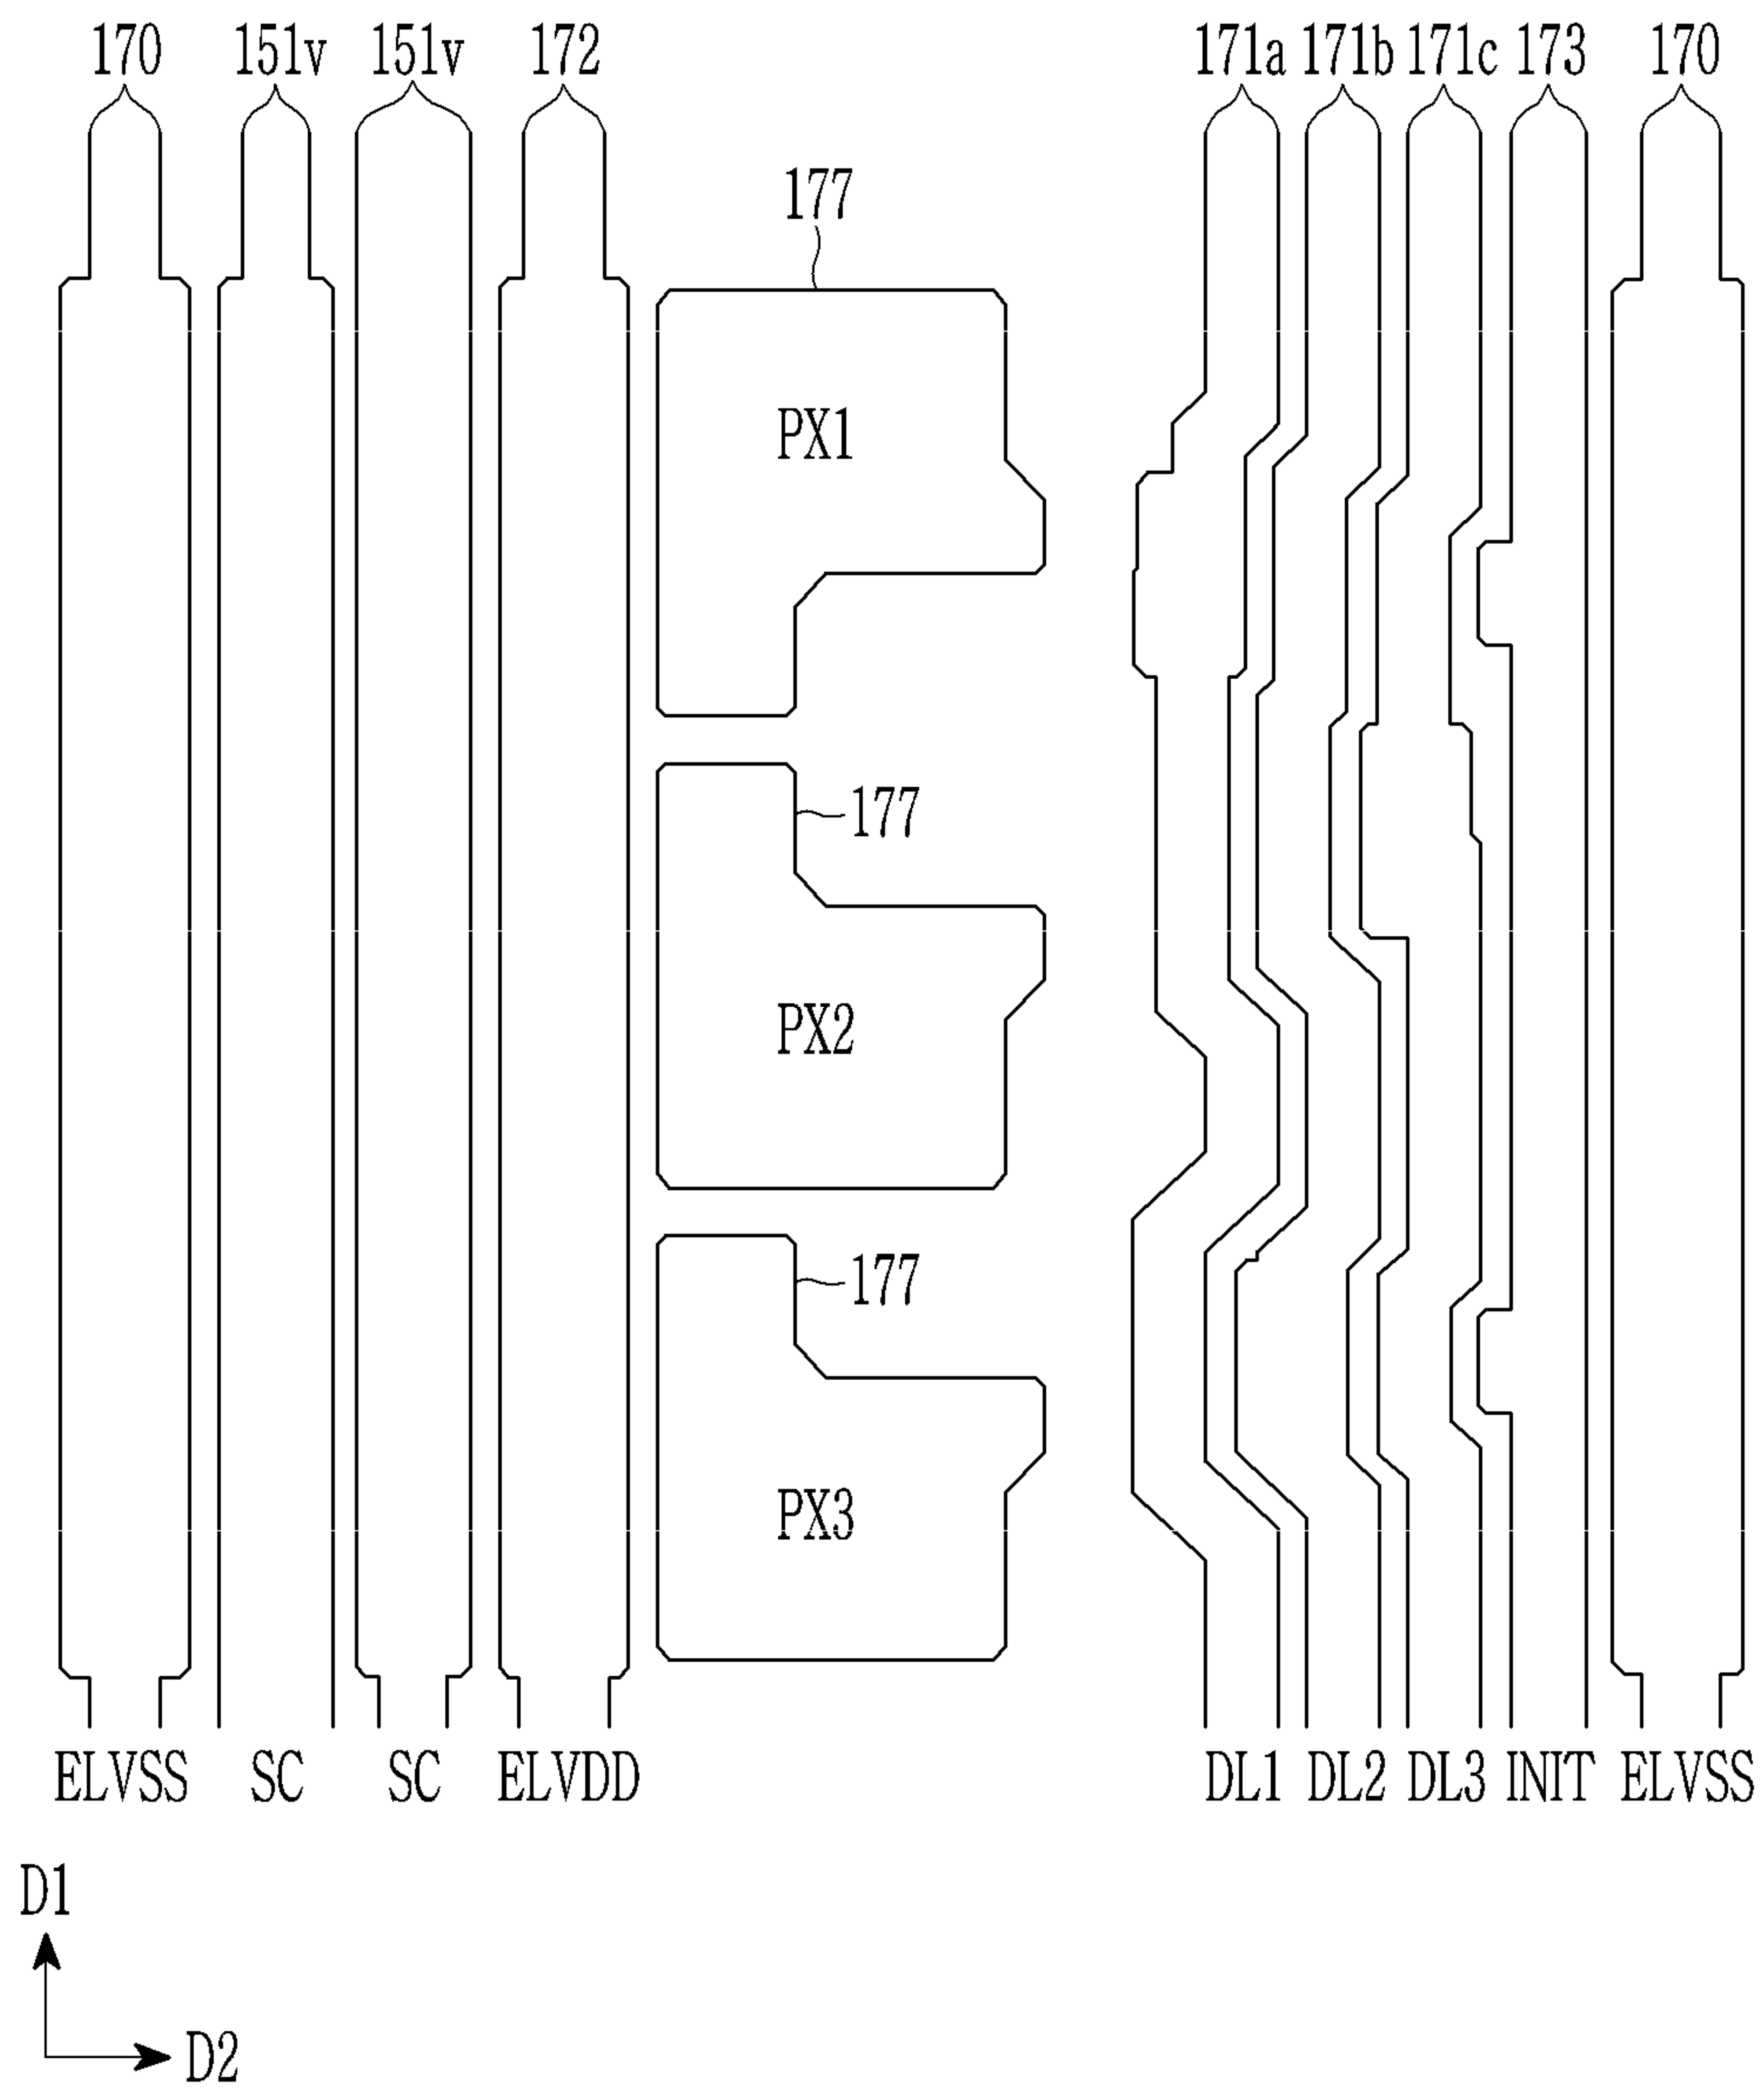 170 151v 151v 172 171a 171b 171c 173 170
177
PX1
177
PX2
177
PX3
ELVSS SC SC ELVDD DL1 DL2 DL3 INIT ELVSS
D1
D2